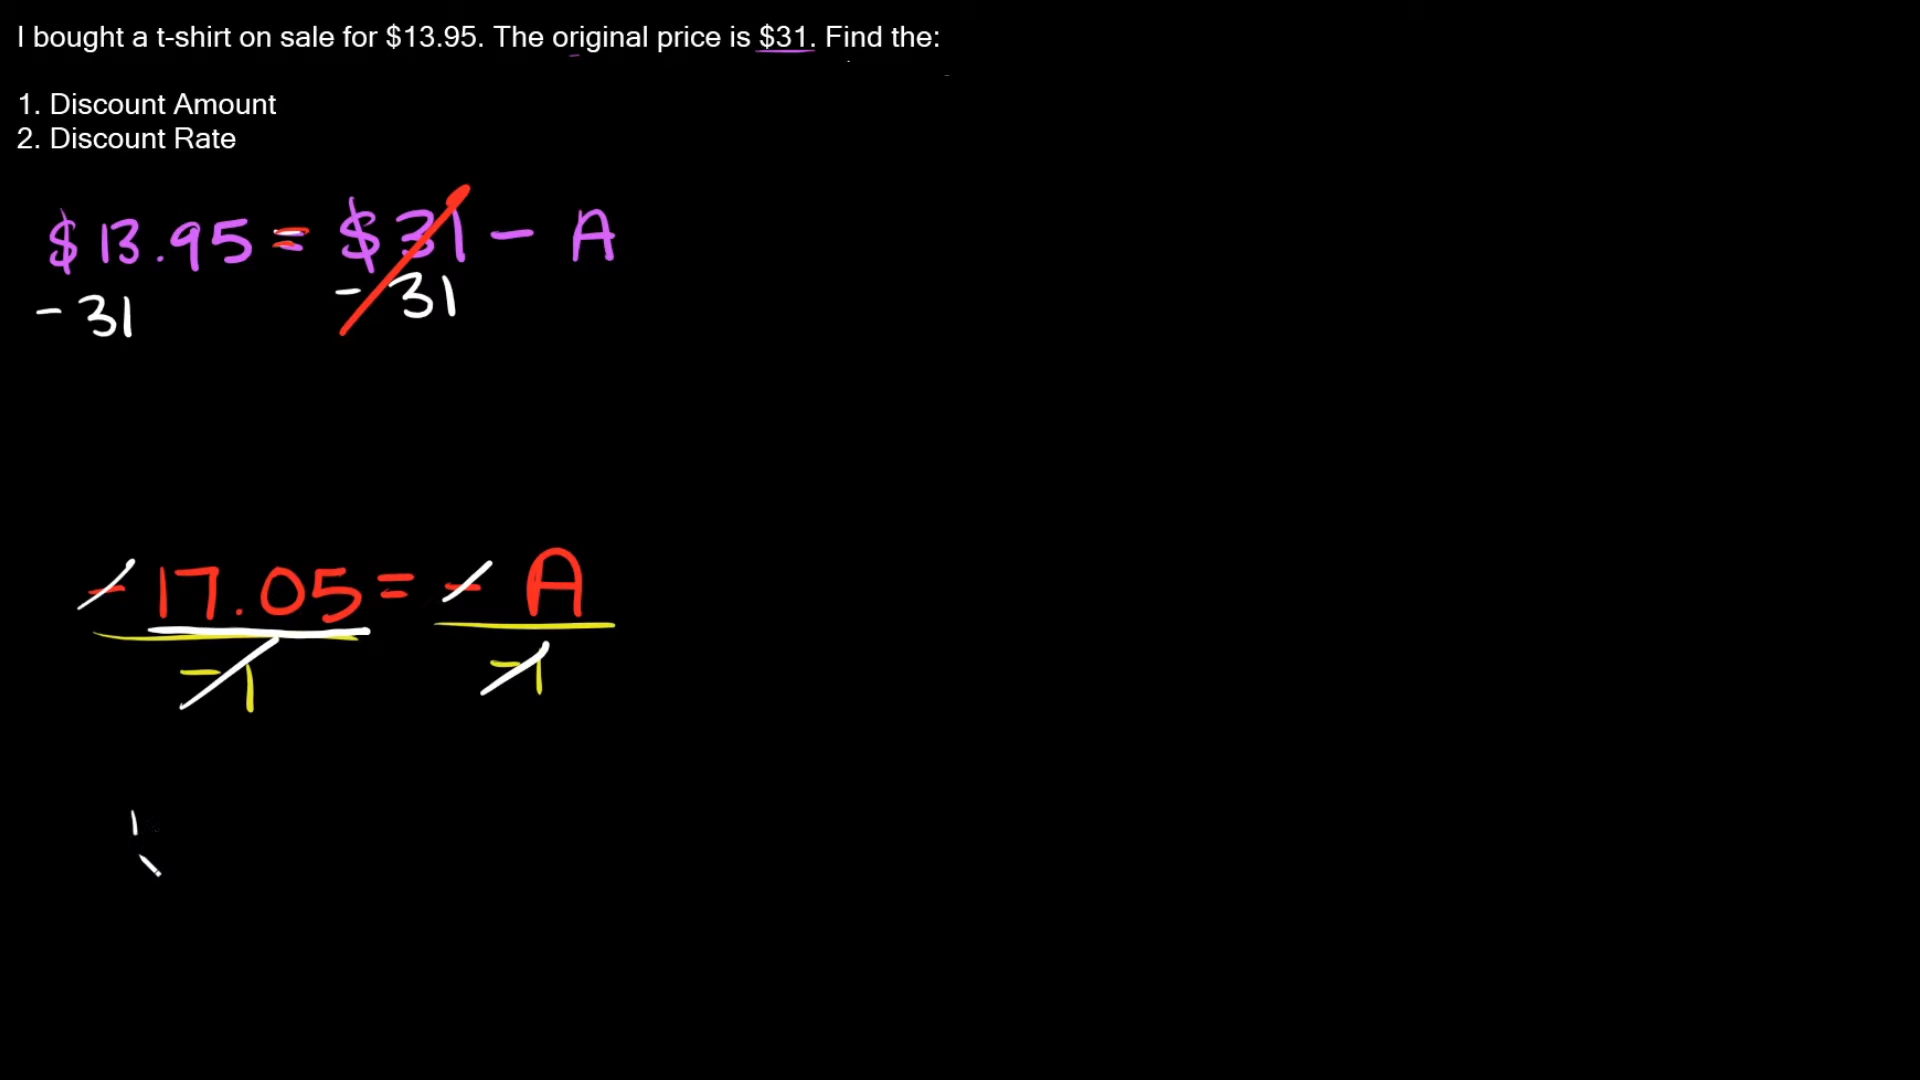 I bought a t-shirt on sale for $13.95. The original price is $31. Find the:
1. Discount Amount
2. Discount Rate
$13.95 = $31 - A
- 31 - 31
- 17.05 = - A
-1 -1